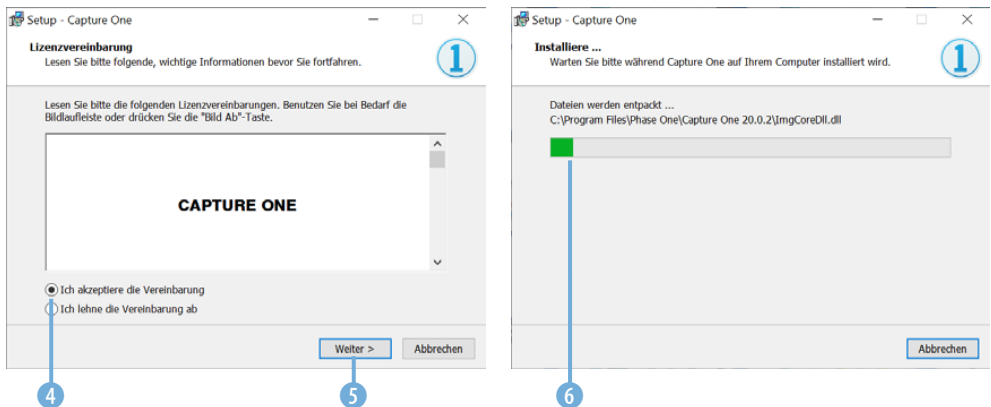 Setup - Capture One
Lizenzvereinbarung
Lesen Sie bitte folgende, wichtige Informationen bevor Sie fortfahren.
1
Lesen Sie bitte die folgenden Lizenzvereinbarungen. Benutzen Sie bei Bedarf die
Bildlaufleiste oder drücken Sie die "Bild Ab"-Taste.
CAPTURE ONE
Ich akzeptiere die Vereinbarung
Ich lehne die Vereinbarung ab
Weiter >
Abbrechen
4
5
Setup - Capture One
Installiere ...
Warten Sie bitte während Capture One auf Ihrem Computer installiert wird.
1
Dateien werden entpackt ...
C:\Program Files\Phase One\Capture One 20.0.2\ImgCoreDll.dll
Abbrechen
6